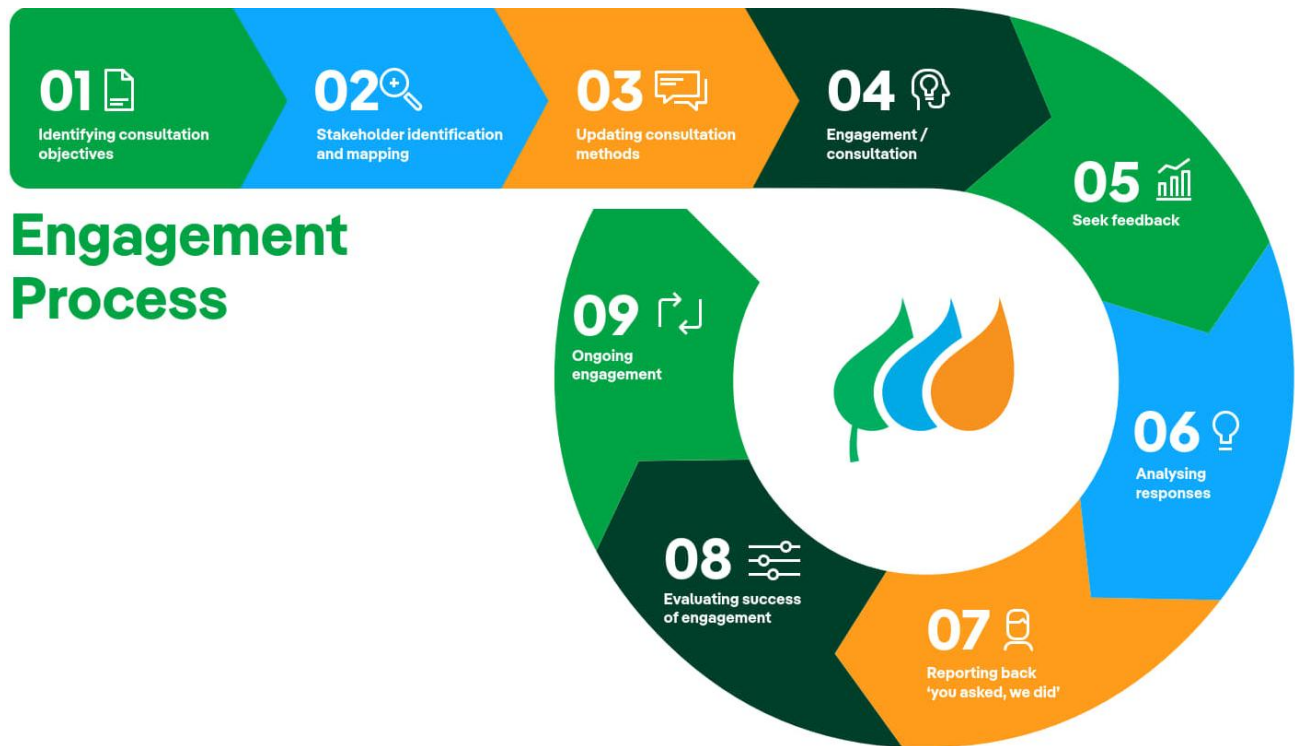 01
Identifying consultation
objectives
02
Stakeholder identification
and mapping
03
Updating consultation
methods
04
Engagement /
consultation
05
Seek feedback
Engagement
Process
09
Ongoing
engagement
06
Analysing
responses
08
Evaluating success
of engagement
07
Reporting back
‘you asked, we did’